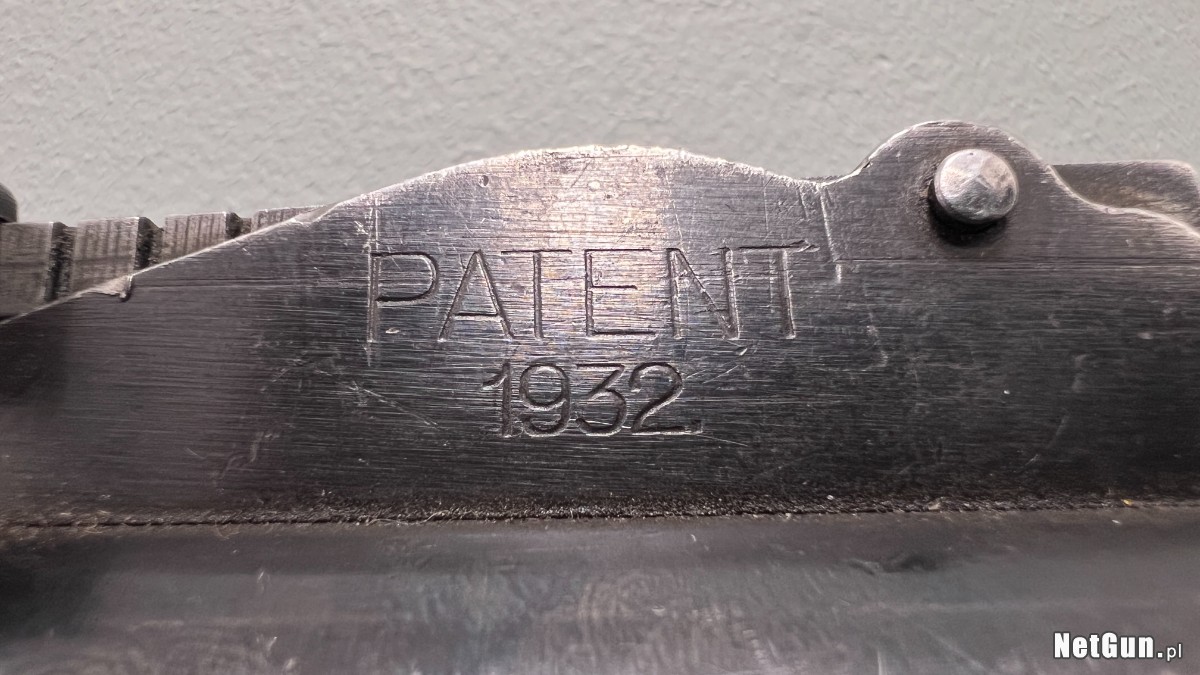 PATENT
1932.
NetGun.pl